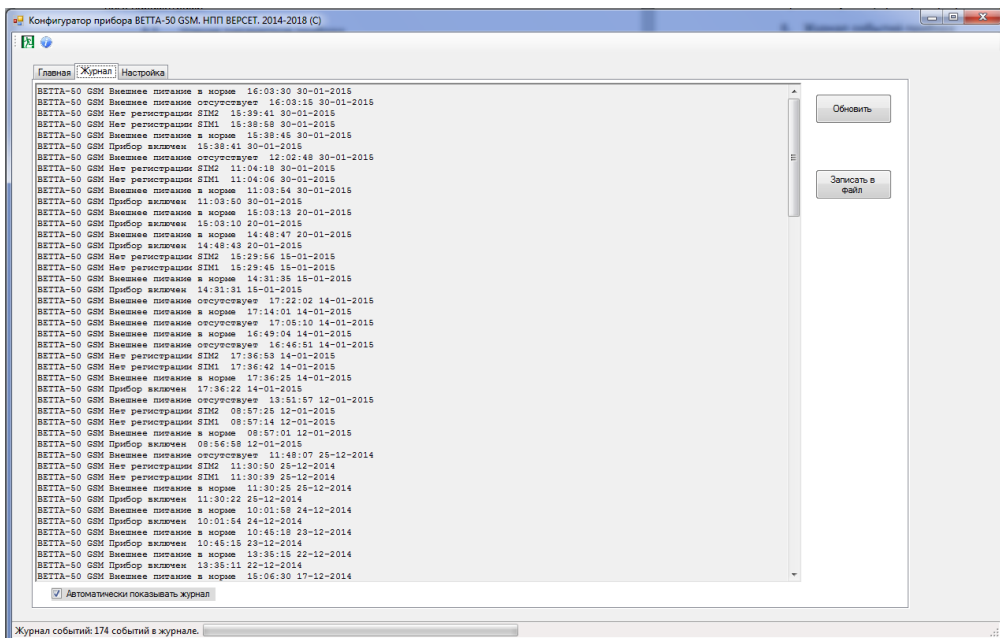 Конфигуратор прибора ВЕТТА-50 GSM. НПП ВЕРСЕТ. 2014-2018 (C)
Главная Журнал Настройка
ВЕТТА-50 GSM Внешнее питание в норме 16:03:30 30-01-2015
ВЕТТА-50 GSM Внешнее питание отсутствует 16:03:15 30-01-2015
ВЕТТА-50 GSM Нет регистрации SIM2 15:39:41 30-01-2015
ВЕТТА-50 GSM Нет регистрации SIM1 15:38:58 30-01-2015
ВЕТТА-50 GSM Внешнее питание в норме 15:38:45 30-01-2015
ВЕТТА-50 GSM Прибор включен 15:38:41 30-01-2015
ВЕТТА-50 GSM Внешнее питание отсутствует 12:02:48 30-01-2015
ВЕТТА-50 GSM Нет регистрации SIM2 11:04:18 30-01-2015
ВЕТТА-50 GSM Нет регистрации SIM1 11:04:06 30-01-2015
ВЕТТА-50 GSM Внешнее питание в норме 11:03:54 30-01-2015
ВЕТТА-50 GSM Прибор включен 11:03:50 30-01-2015
ВЕТТА-50 GSM Внешнее питание в норме 15:03:13 20-01-2015
ВЕТТА-50 GSM Прибор включен 15:03:10 20-01-2015
ВЕТТА-50 GSM Внешнее питание в норме 14:48:47 20-01-2015
ВЕТТА-50 GSM Прибор включен 14:48:43 20-01-2015
ВЕТТА-50 GSM Нет регистрации SIM2 15:29:56 15-01-2015
ВЕТТА-50 GSM Нет регистрации SIM1 15:29:45 15-01-2015
ВЕТТА-50 GSM Внешнее питание в норме 14:31:35 15-01-2015
ВЕТТА-50 GSM Прибор включен 14:31:31 15-01-2015
ВЕТТА-50 GSM Внешнее питание отсутствует 17:22:02 14-01-2015
ВЕТТА-50 GSM Внешнее питание в норме 17:14:01 14-01-2015
ВЕТТА-50 GSM Внешнее питание отсутствует 17:05:10 14-01-2015
ВЕТТА-50 GSM Внешнее питание в норме 16:49:04 14-01-2015
ВЕТТА-50 GSM Внешнее питание отсутствует 16:46:51 14-01-2015
ВЕТТА-50 GSM Нет регистрации SIM2 17:36:53 14-01-2015
ВЕТТА-50 GSM Нет регистрации SIM1 17:36:42 14-01-2015
ВЕТТА-50 GSM Внешнее питание в норме 17:36:25 14-01-2015
ВЕТТА-50 GSM Прибор включен 17:36:22 14-01-2015
ВЕТТА-50 GSM Внешнее питание отсутствует 13:51:57 12-01-2015
ВЕТТА-50 GSM Нет регистрации SIM2 08:57:25 12-01-2015
ВЕТТА-50 GSM Нет регистрации SIM1 08:57:14 12-01-2015
ВЕТТА-50 GSM Внешнее питание в норме 08:57:01 12-01-2015
ВЕТТА-50 GSM Прибор включен 08:56:58 12-01-2015
ВЕТТА-50 GSM Внешнее питание отсутствует 11:48:07 25-12-2014
ВЕТТА-50 GSM Нет регистрации SIM2 11:30:50 25-12-2014
ВЕТТА-50 GSM Нет регистрации SIM1 11:30:39 25-12-2014
ВЕТТА-50 GSM Внешнее питание в норме 11:30:25 25-12-2014
ВЕТТА-50 GSM Прибор включен 11:30:22 25-12-2014
ВЕТТА-50 GSM Внешнее питание в норме 10:01:58 24-12-2014
ВЕТТА-50 GSM Прибор включен 10:01:54 24-12-2014
ВЕТТА-50 GSM Внешнее питание в норме 10:45:18 23-12-2014
ВЕТТА-50 GSM Прибор включен 10:45:15 23-12-2014
ВЕТТА-50 GSM Внешнее питание в норме 13:35:15 22-12-2014
ВЕТТА-50 GSM Прибор включен 13:35:11 22-12-2014
ВЕТТА-50 GSM Внешнее питание в норме 15:06:30 17-12-2014
Обновить
Записать в
файл
Автоматически показывать журнал
Журнал событий: 174 событий в журнале.